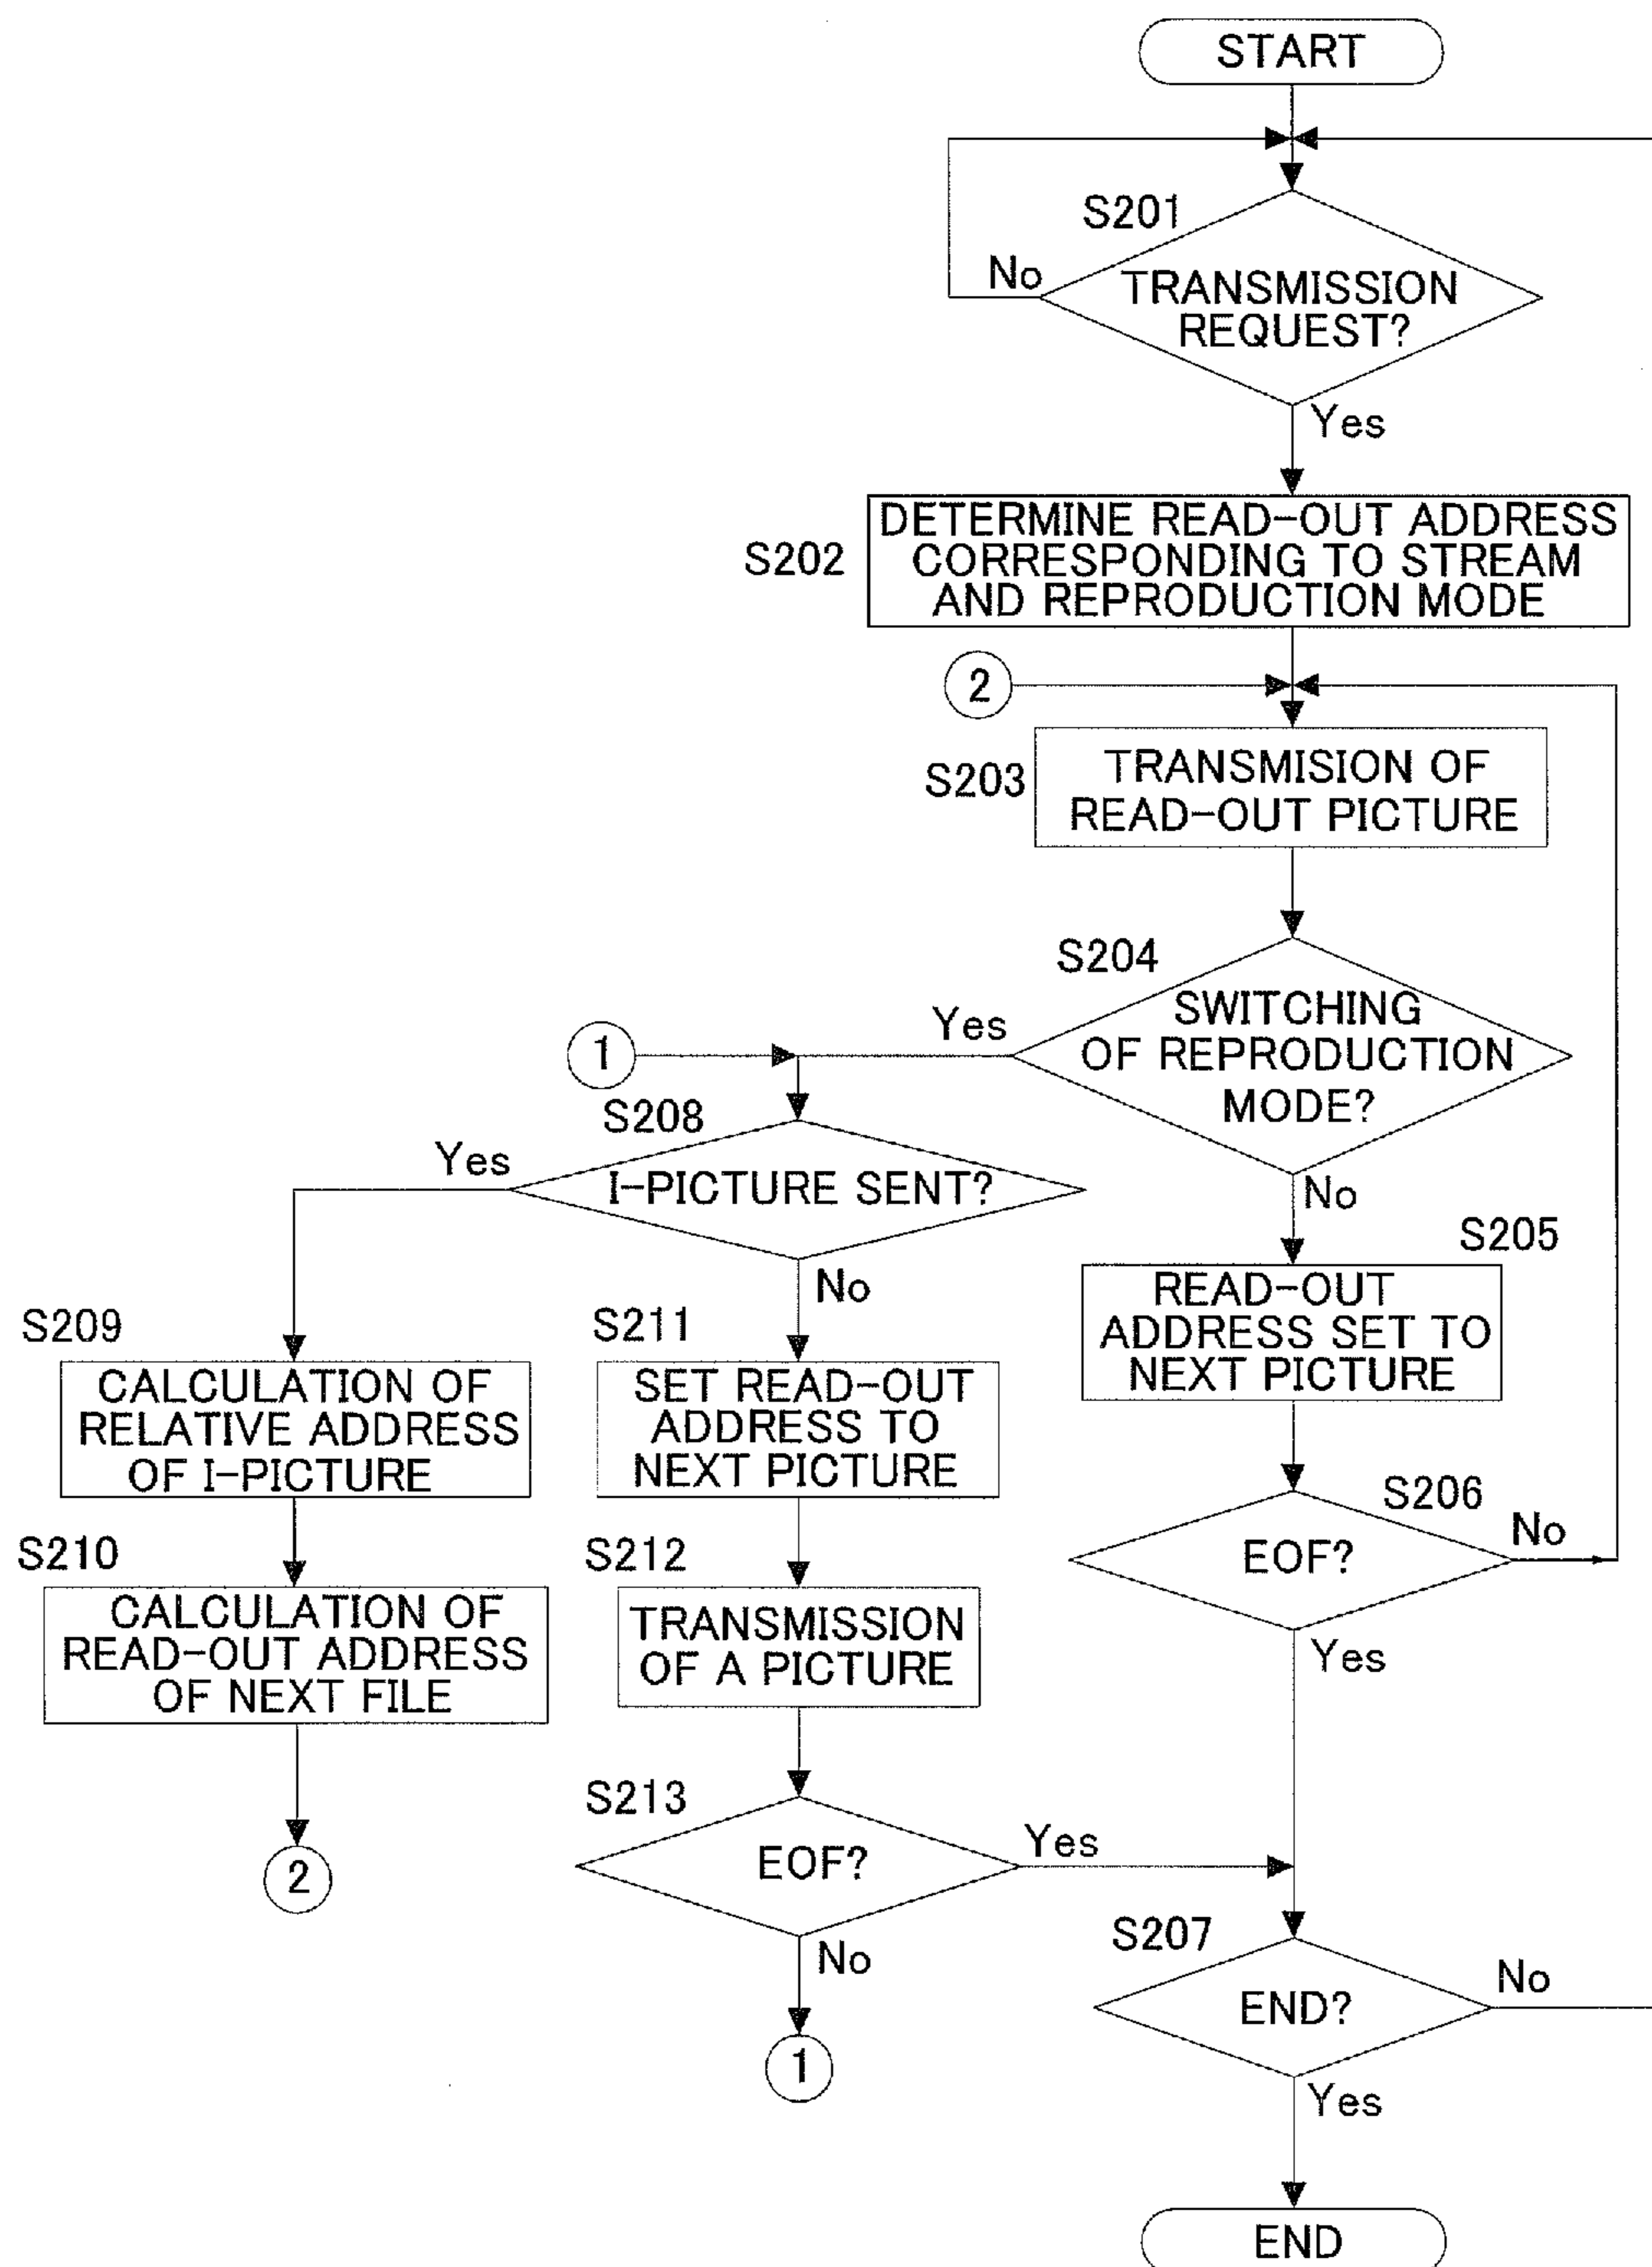 START
S201
No
TRANSMISSION
REQUEST?
Yes
S202
DETERMINE READ-OUT ADDRESS
CORRESPONDING TO STREAM
AND REPRODUCTION MODE
2
S203
TRANSMISION OF
READ-OUT PICTURE
S204
Yes
SWITCHING
OF REPRODUCTION
MODE?
1
No
S208
Yes
I-PICTURE SENT?
No
S205
READ-OUT
ADDRESS SET TO
NEXT PICTURE
S209
CALCULATION OF
RELATIVE ADDRESS
OF I-PICTURE
S211
SET READ-OUT
ADDRESS TO
NEXT PICTURE
S206
EOF?
No
Yes
S210
CALCULATION OF
READ-OUT ADDRESS
OF NEXT FILE
2
S212
TRANSMISSION
OF A PICTURE
S213
EOF?
Yes
No
1
S207
END?
No
Yes
END